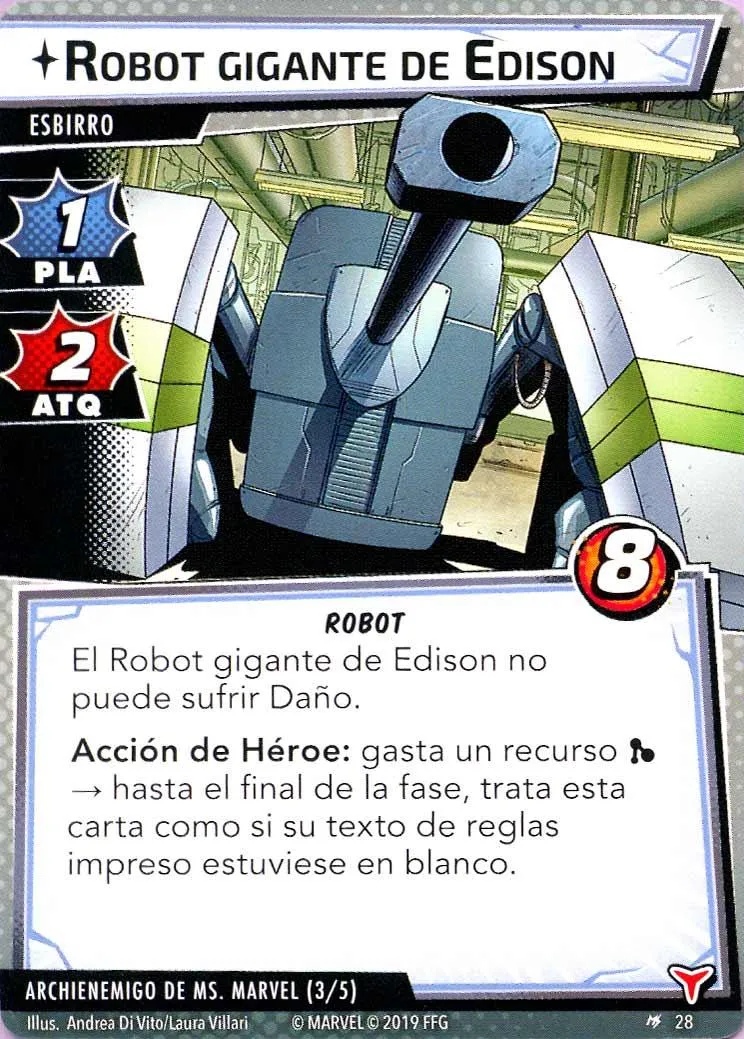 ROBOT GIGANTE DE EDISON
ESBIRRO
1
PLA
2
ATQ
8
ROBOT
El Robot gigante de Edison no
puede sufrir Daño.
Acción de Héroe: gasta un recurso
→ hasta el final de la fase, trata esta
carta como si su texto de reglas
impreso estuviese en blanco.
ARCHIENEMIGO DE MS. MARVEL (3/5)
Illus. Andrea Di Vito/Laura Villari © MARVEL © 2019 FFG 28